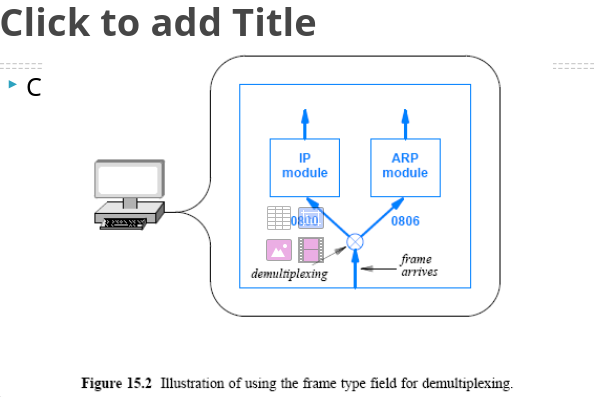 Click to add Title
C
IP
module
ARP
module
0800
0806
demultiplexing
frame
arrives
Figure 15.2 Illustration of using the frame type field for demultiplexing.